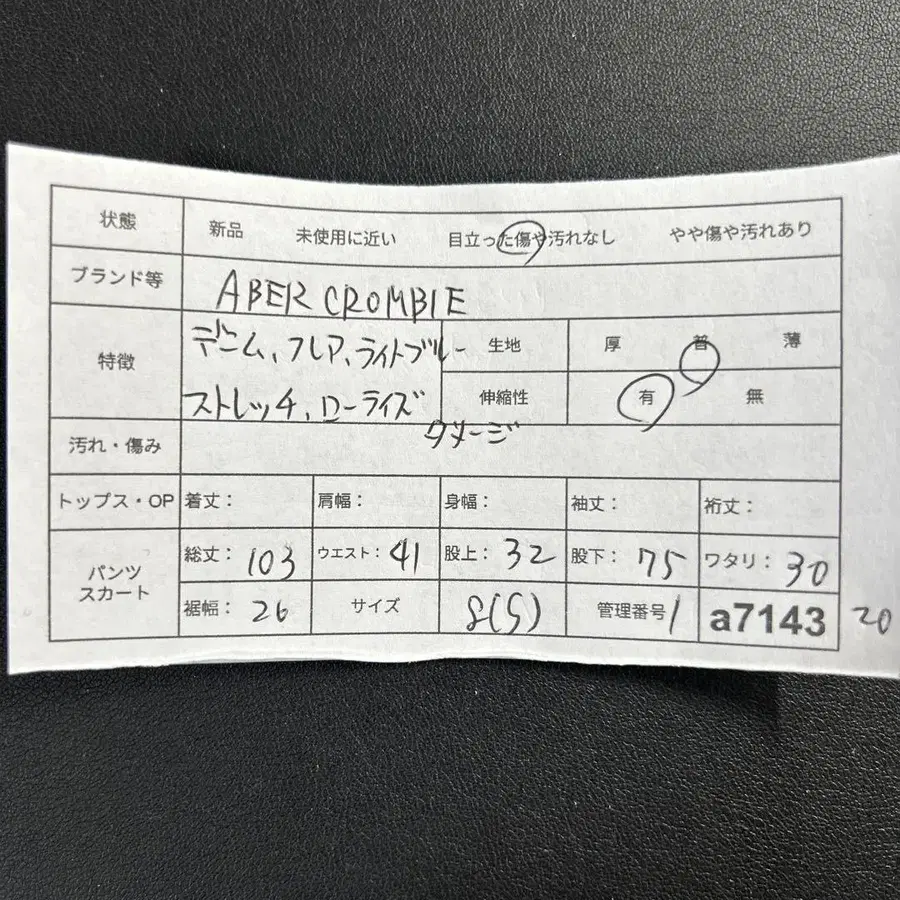 状態 新品 未使用に近い 目立った傷や汚れなし やや傷や汚れあり
ブランド等 ABERCROMBIE
特徴 デニム、フレア、ライトブルー 生地 厚 普 薄
ストレッチ、ローライズ 伸縮性 有 無
ダメージ
汚れ・傷み
トップス・OP 着丈: 肩幅: 身幅: 袖丈: 裄丈:
パンツ スカート 総丈: 103 ウエスト: 41 股上: 32 股下: 75 ワタリ: 30
裾幅: 26 サイズ 8(S) 管理番号 1 a7143 20